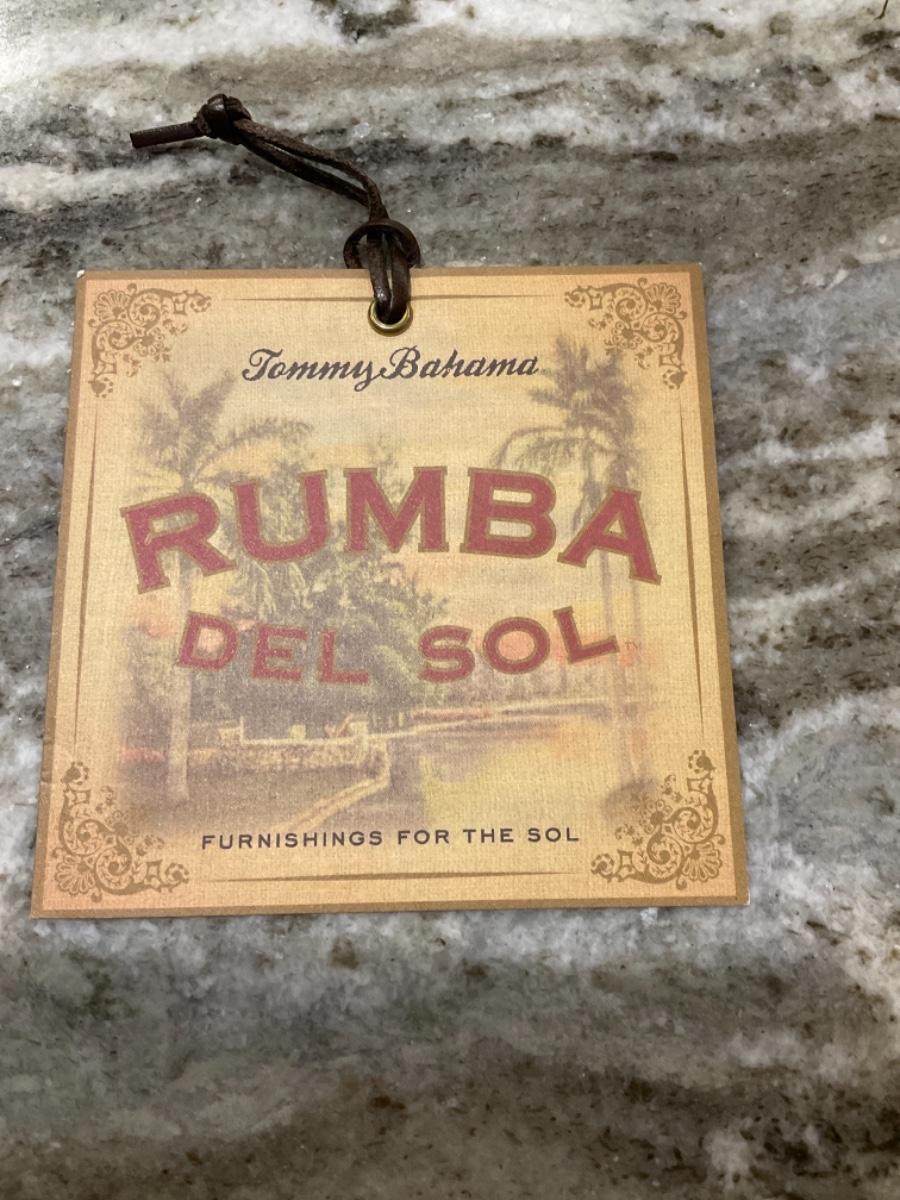 Tommy Bahama
RUMBA
DEL SOL
FURNISHINGS FOR THE SOL